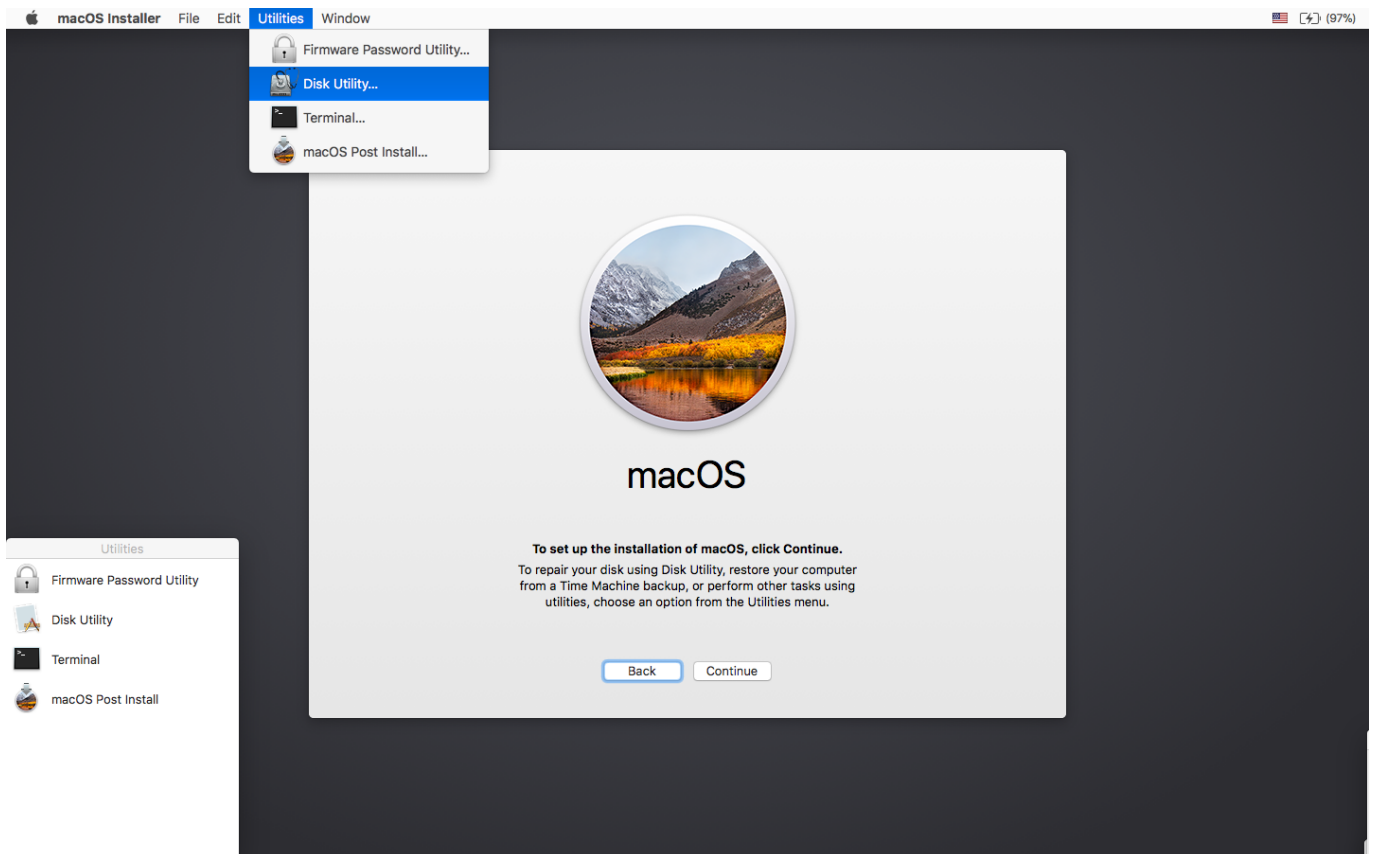 macOS Installer File Edit Utilities Window (97%)
Firmware Password Utility...
Disk Utility...
Terminal...
macOS Post Install...
macOS
To set up the installation of macOS, click Continue.
To repair your disk using Disk Utility, restore your computer
from a Time Machine backup, or perform other tasks using
utilities, choose an option from the Utilities menu.
Back Continue
Utilities
Firmware Password Utility
Disk Utility
Terminal
macOS Post Install